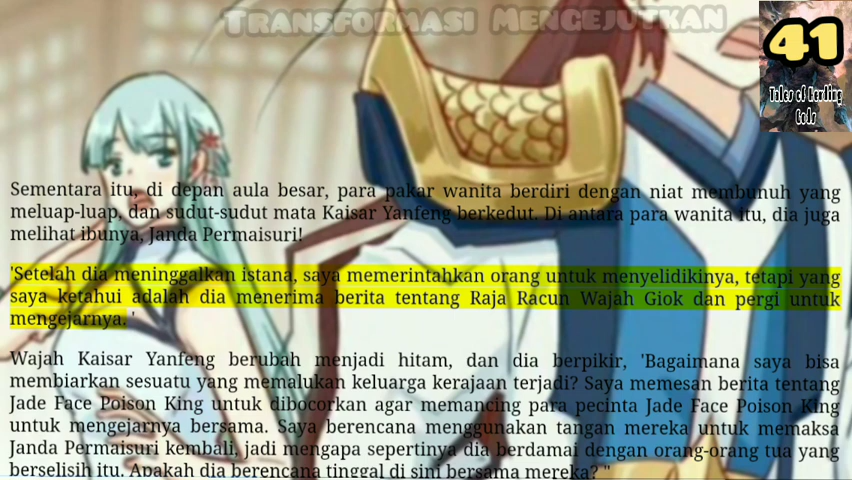 Transformasi Mengejutkan
41
Tales of Herding
Gods
Sementara itu, di depan aula besar, para pakar wanita berdiri dengan niat membunuh yang
meluap-luap, dan sudut-sudut mata Kaisar Yanfeng berkedut. Di antara para wanita itu, dia juga
melihat ibunya, Janda Permaisuri!
'Setelah dia meninggalkan istana, saya memerintahkan orang untuk menyelidikinya, tetapi yang
saya ketahui adalah dia menerima berita tentang Raja Racun Wajah Giok dan pergi untuk
mengejarnya. '
Wajah Kaisar Yanfeng berubah menjadi hitam, dan dia berpikir, 'Bagaimana saya bisa
membiarkan sesuatu yang memalukan keluarga kerajaan terjadi? Saya memesan berita tentang
Jade Face Poison King untuk dibocorkan agar memancing para pecinta Jade Face Poison King
untuk mengejarnya bersama. Saya berencana menggunakan tangan mereka untuk memaksa
Janda Permaisuri kembali, jadi mengapa sepertinya dia berdamai dengan orang-orang tua yang
berselisih itu. Apakah dia berencana tinggal di sini bersama mereka? "